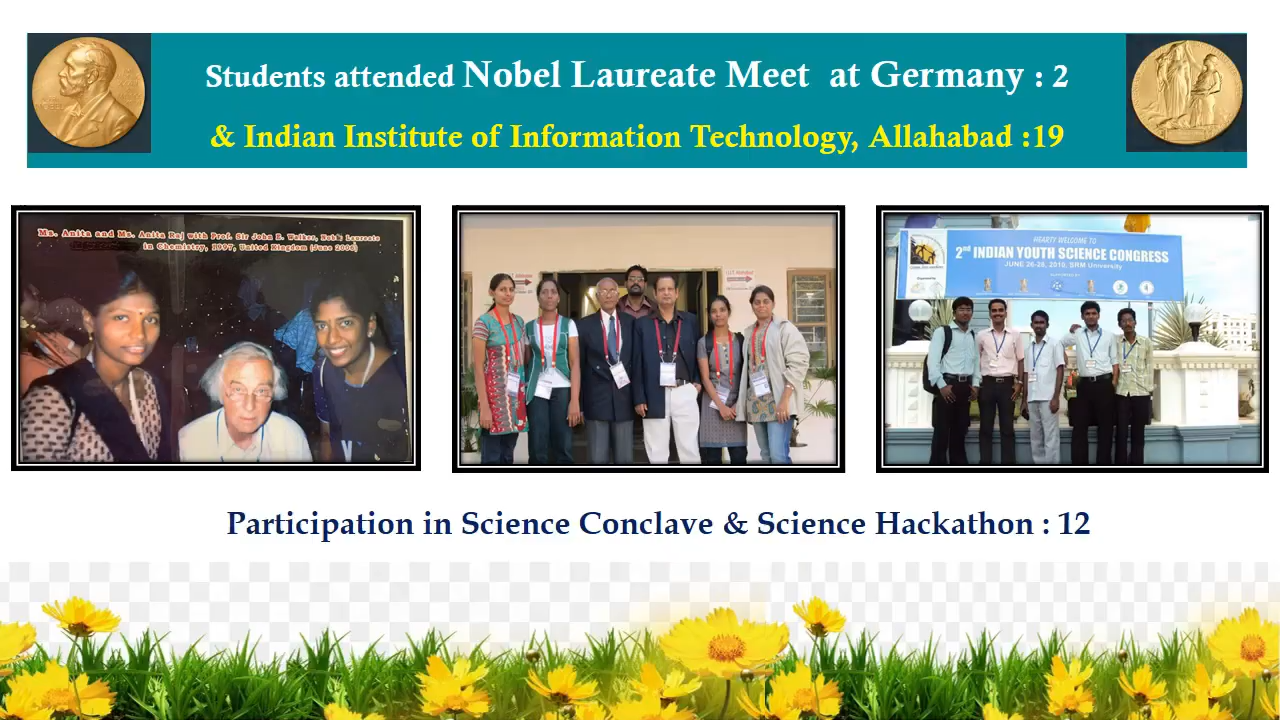 Students attended Nobel Laureate Meet at Germany : 2
& Indian Institute of Information Technology, Allahabad :19
Ms. Anita and Ms. Anita Raj with Prof. Sir John E. Walker, Nobel Laureate
in Chemistry, 1997, United Kingdom (June 2006)
HEARTY WELCOME TO
2nd INDIAN YOUTH SCIENCE CONGRESS
JUNE 26-28, 2010, SRM University
Participation in Science Conclave & Science Hackathon : 12